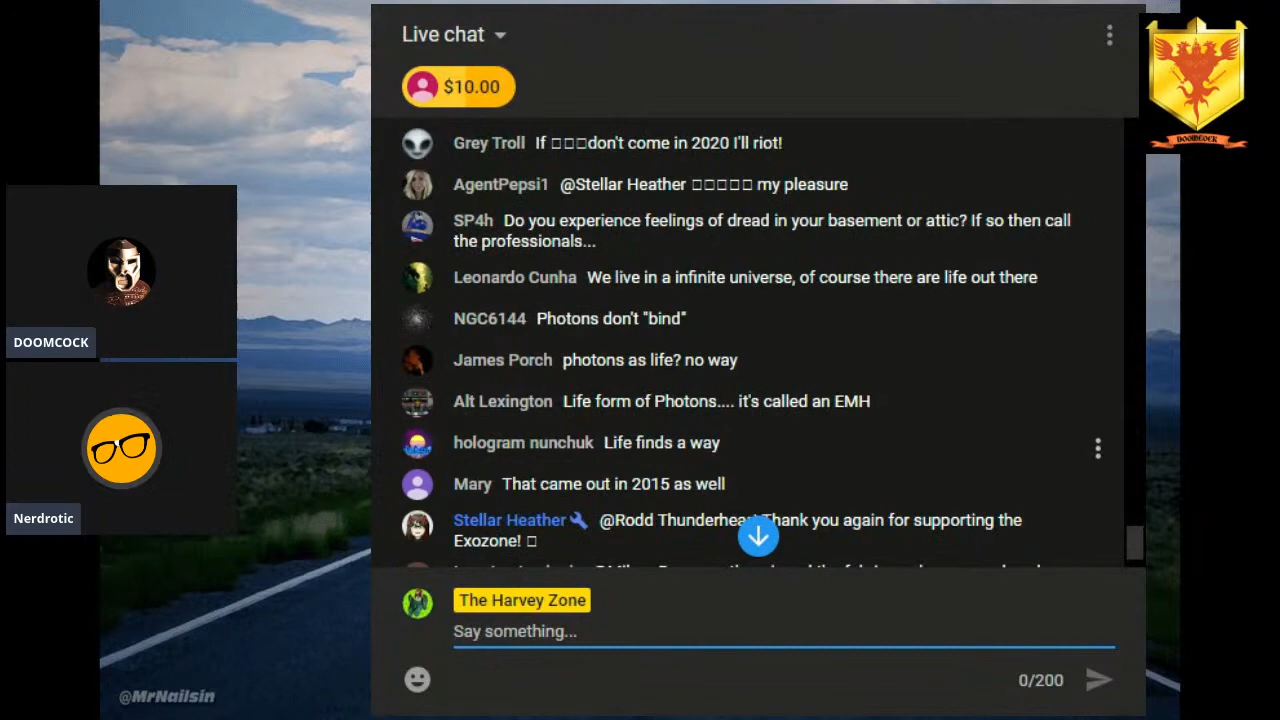 Live chat
$10.00
DOOMCOCK
Grey Troll If □□□don't come in 2020 I'll riot!
AgentPepsi1 @Stellar Heather □□□□□ my pleasure
SP4h Do you experience feelings of dread in your basement or attic? If so then call
the professionals...
Leonardo Cunha We live in a infinite universe, of course there are life out there
NGC6144 Photons don't "bind"
DOOMCOCK
James Porch photons as life? no way
Alt Lexington Life form of Photons.... it's called an EMH
hologram nunchuk Life finds a way
Mary That came out in 2015 as well
Nerdrotic
Stellar Heather @Rodd Thunderheart Thank you again for supporting the
Exozone! □
The Harvey Zone
Say something...
0/200
@MrNailsin